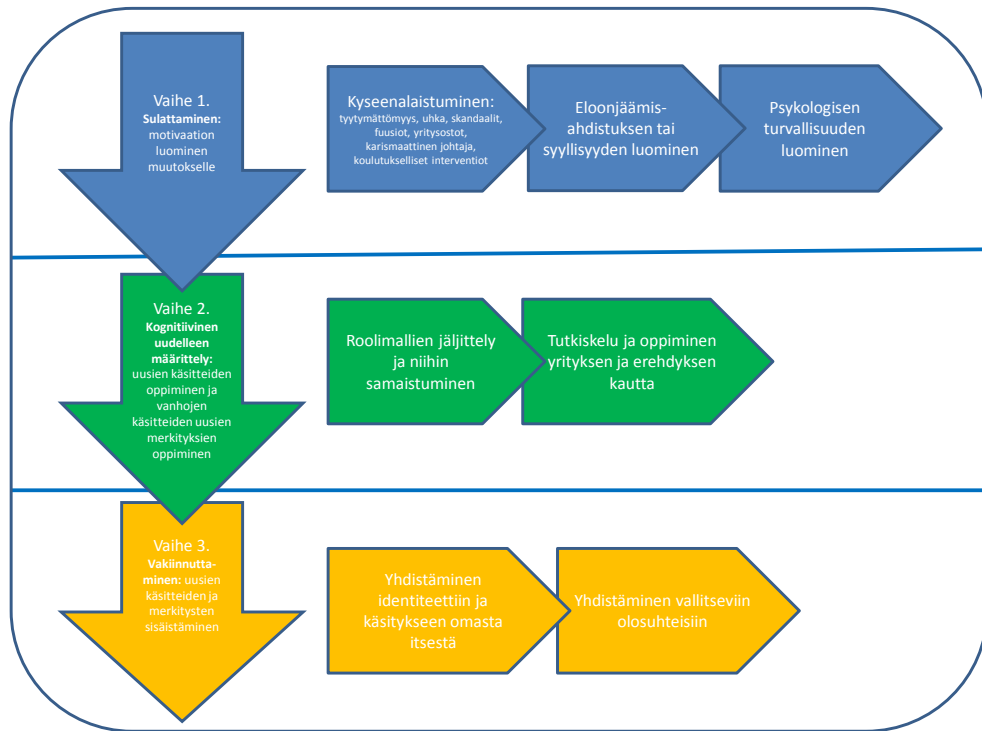 Vaihe 1.
Sulattaminen:
motivaation
luominen
muutokselle
Kyseenalaistuminen:
tyytymättömyys, uhka, skandaalit,
fuusiot, yritysostot,
karismaattinen johtaja,
koulutukselliset interventiot
Eloonjäämis-
ahdistuksen tai
syyllisyyden luominen
Psykologisen
turvallisuuden
luominen
Vaihe 2.
Kognitiivinen
uudelleen
määrittely:
uusien käsitteiden
oppiminen ja
vanhojen
käsitteiden uusien
merkityksien
oppiminen
Roolimallien jäljittely
ja niihin
samaistuminen
Tutkiskelu ja oppiminen
yrityksen ja erehdyksen
kautta
Vaihe 3.
Vakiinnutta-
minen: uusien
käsitteiden ja
merkitysten
sisäistäminen
Yhdistäminen
identiteettiin ja
käsitykseen omasta
itsestä
Yhdistäminen vallitseviin
olosuhteisiin